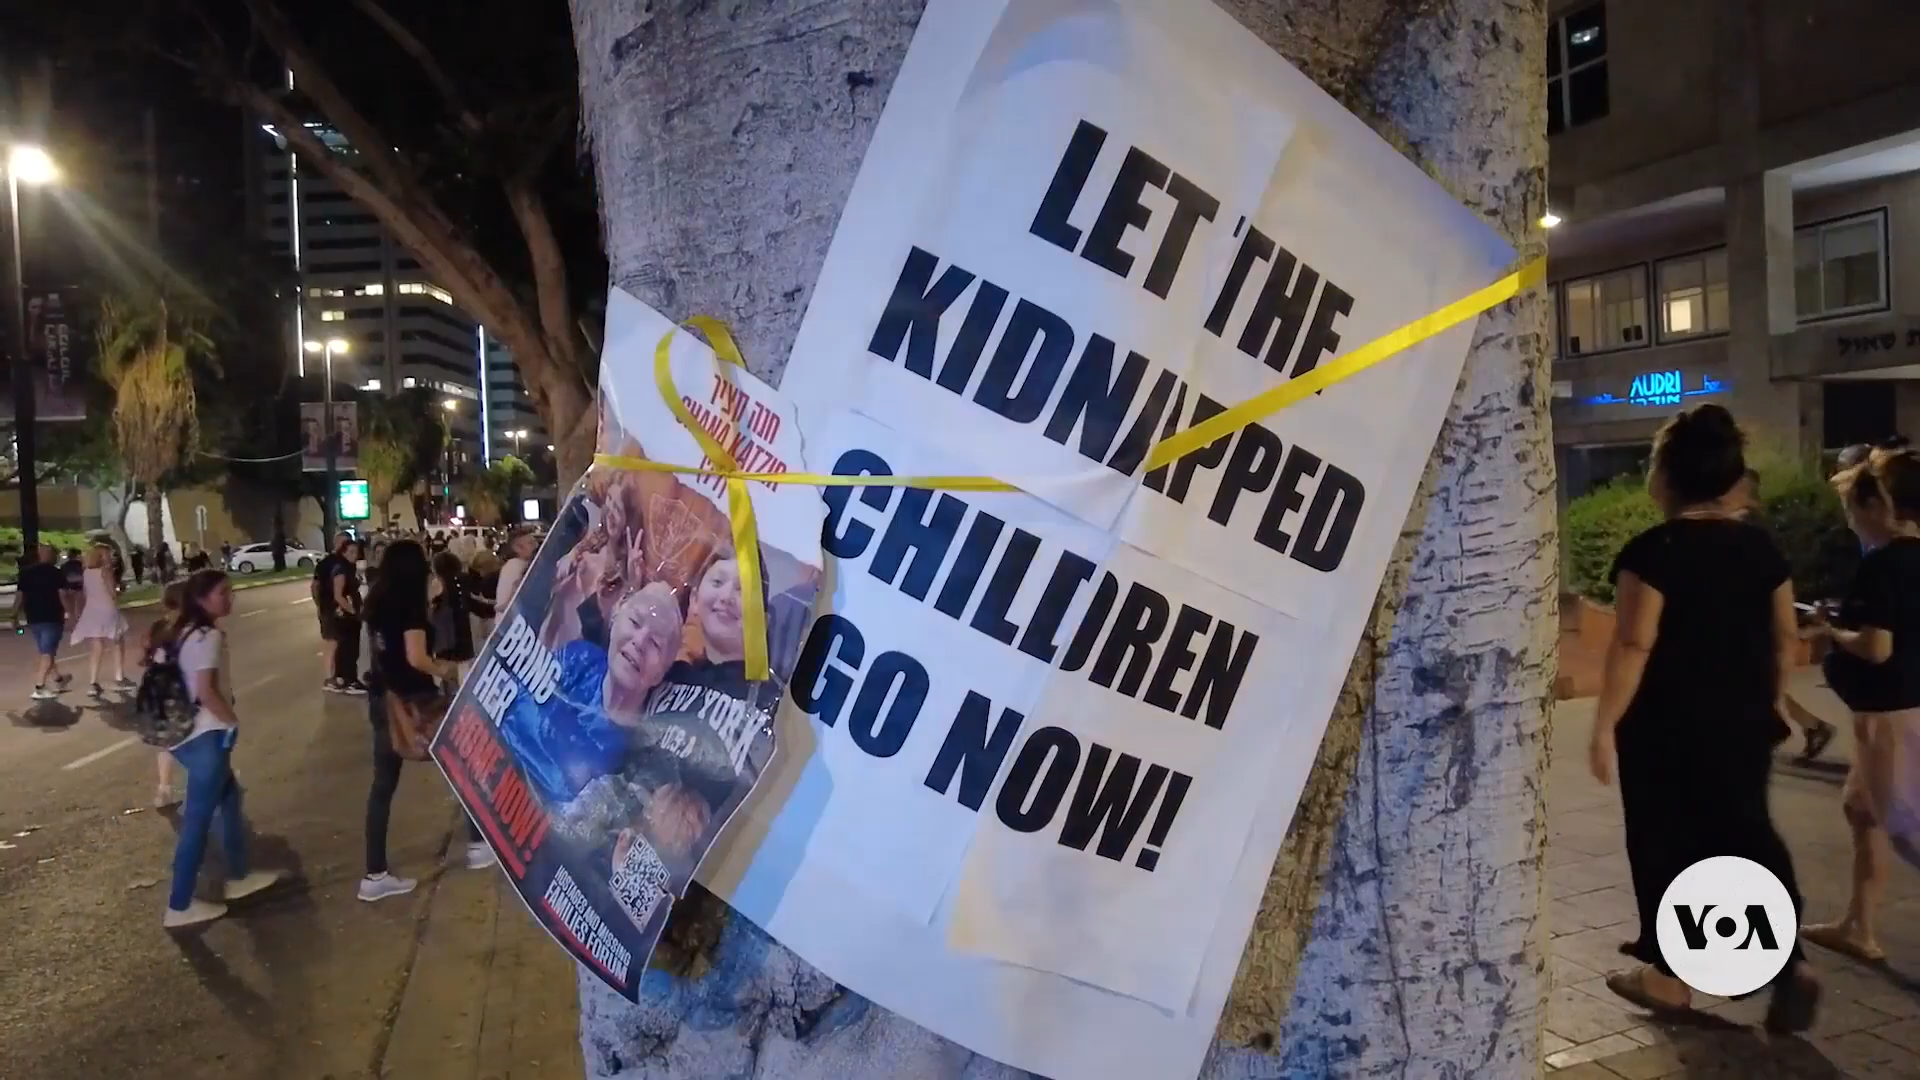 LET THE
KIDNAPPED
CHILDREN
GO NOW!
חנה קציר
CHANA KATZIR
BRING
HER
HOME NOW!
NEW YORK
U.S.A
HOSTAGES AND MISSING
FAMILIES FORUM
AUDRI
VOA